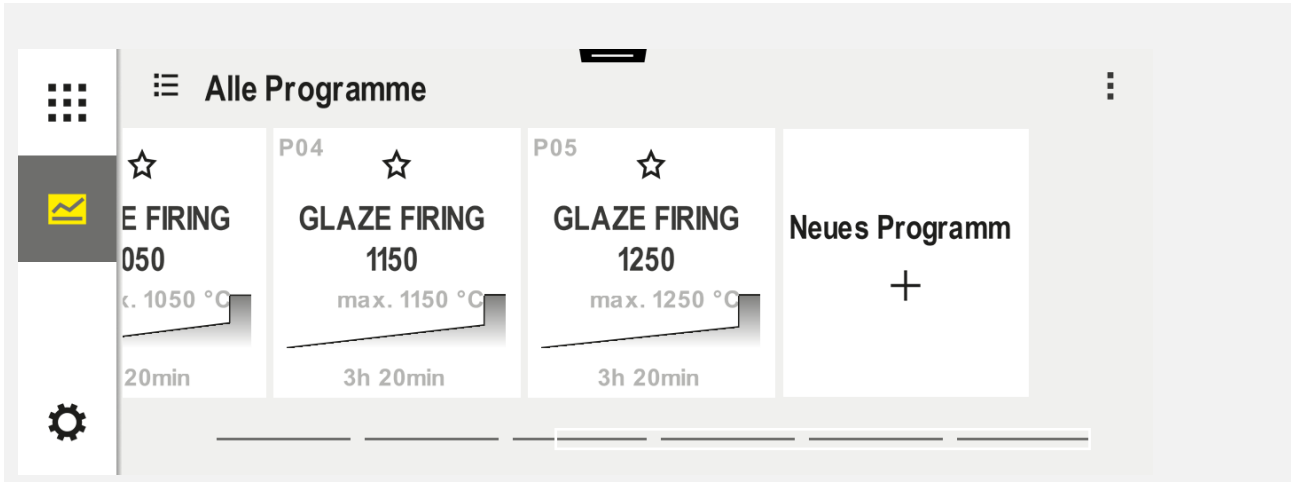 Alle Programme
E FIRING
050
. 1050 °C
20min
P04
GLAZE FIRING
1150
max. 1150 °C
3h 20min
P05
GLAZE FIRING
1250
max. 1250 °C
3h 20min
Neues Programm
+